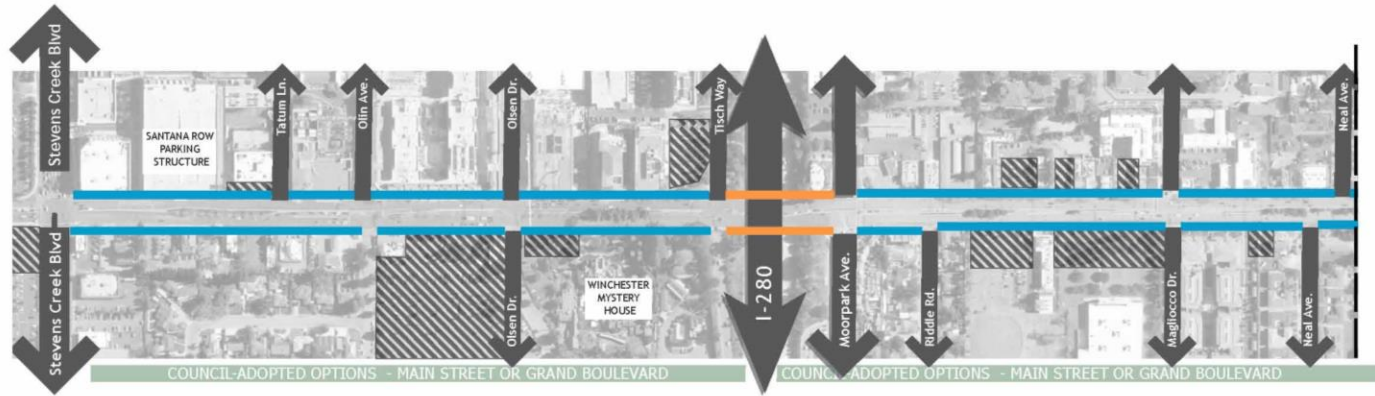 Stevens Creek Blvd
SANTANA ROW
PARKING
STRUCTURE
Tatum Ln.
Olin Ave.
Olsen Dr.
Tisch Way
Neal Ave.
Stevens Creek Blvd
Olsen Dr.
WINCHESTER
MYSTERY
HOUSE
I-280
Moorpark Ave.
Riddle Rd.
Magliocco Dr.
Neal Ave.
COUNCIL-ADOPTED OPTIONS - MAIN STREET OR GRAND BOULEVARD
COUNCIL-ADOPTED OPTIONS - MAIN STREET OR GRAND BOULEVARD